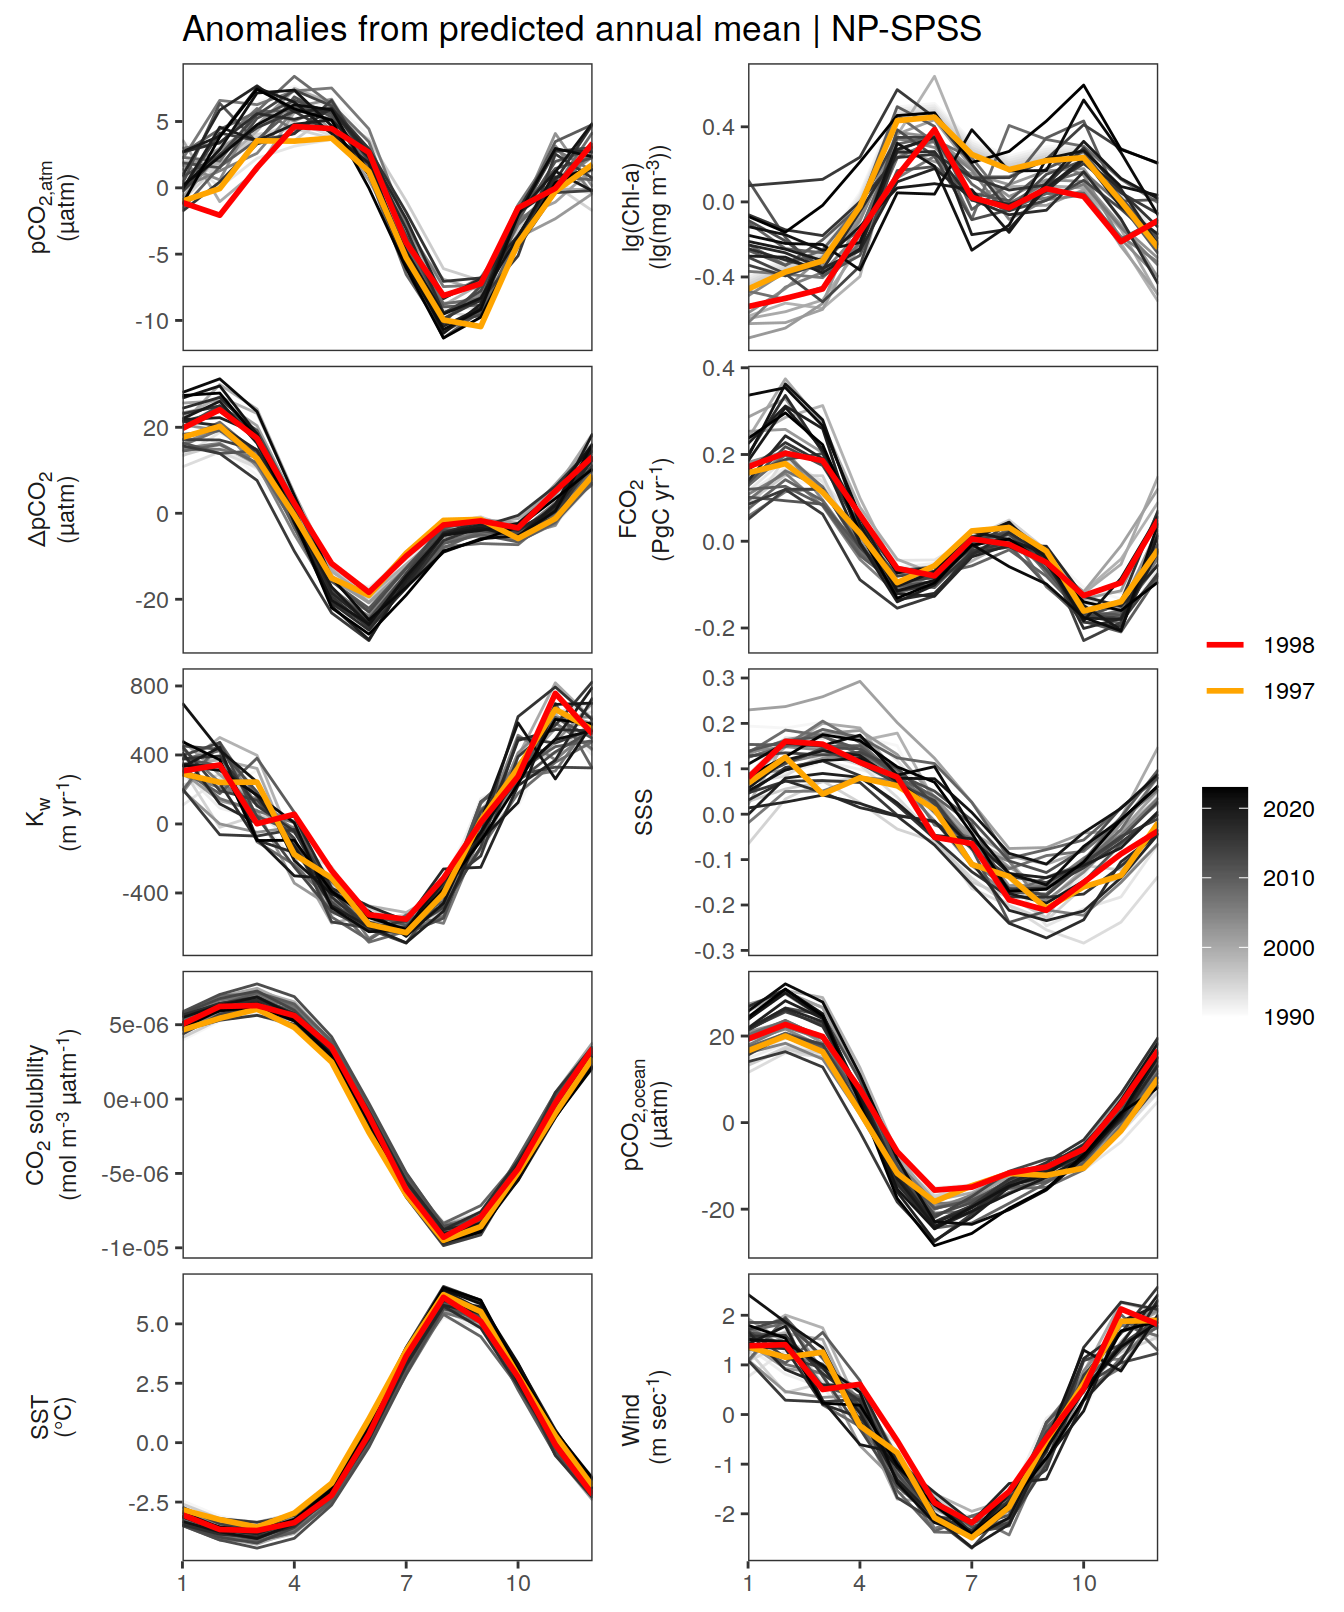 Anomalies from predicted annual mean | NP-SPSS
pCO2,atm
(µatm)
5
0
-5
-10
lg(Chl-a)
(lg(mg m-3))
0.4
0.0
-0.4
ΔpCO2
(µatm)
20
0
-20
FCO2
(PgC yr-1)
0.4
0.2
0.0
-0.2
Kw
(m yr-1)
800
400
0
-400
SSS
0.3
0.2
0.1
0.0
-0.1
-0.2
-0.3
CO2 solubility
(mol m-3 µatm-1)
5e-06
0e+00
-5e-06
-1e-05
pCO2,ocean
(µatm)
20
0
-20
SST
(°C)
5.0
2.5
0.0
-2.5
Wind
(m sec-1)
2
1
0
-1
-2
1 4 7 10
1 4 7 10
1998
1997
2020
2010
2000
1990